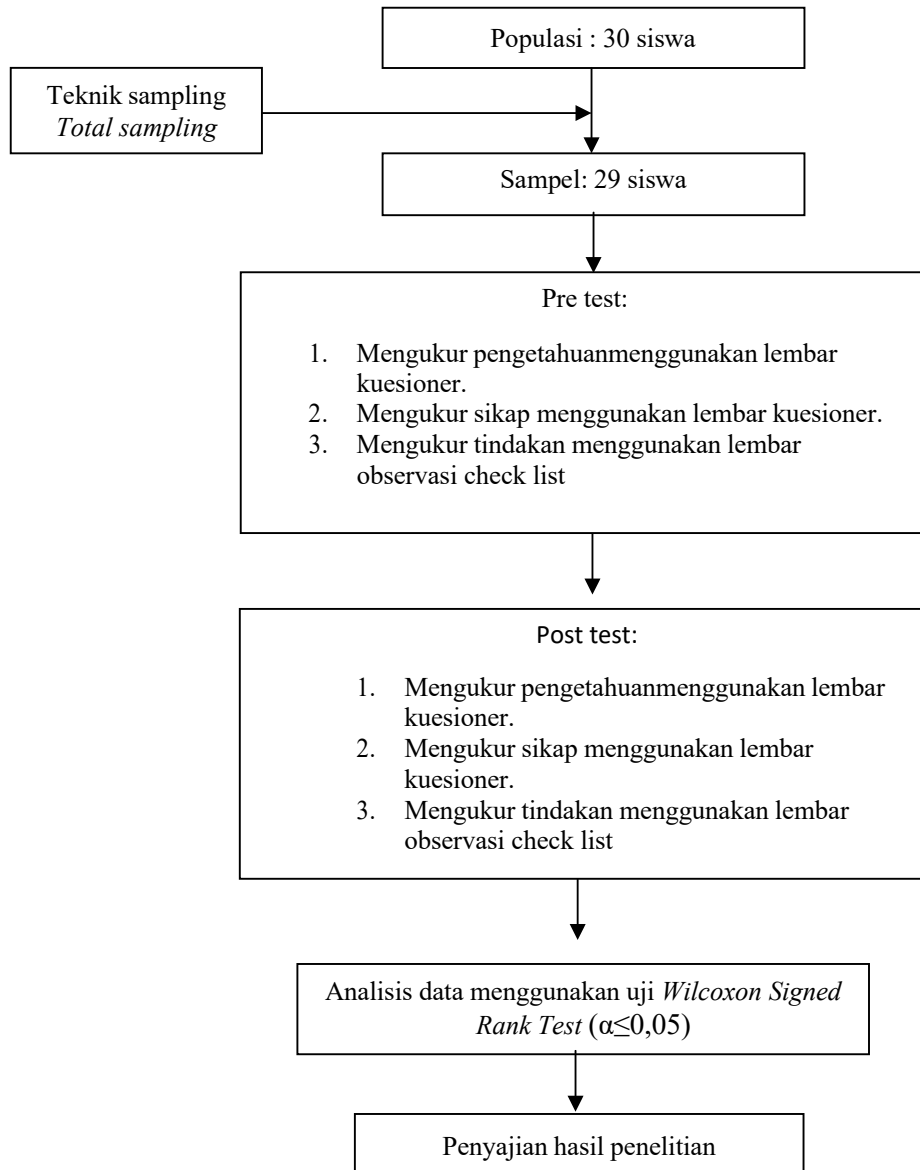 Populasi : 30 siswa
Teknik sampling
Total sampling
Sampel: 29 siswa
Pre test:
1. Mengukur pengetahuanmenggunakan lembar
kuesioner.
2. Mengukur sikap menggunakan lembar kuesioner.
3. Mengukur tindakan menggunakan lembar
observasi check list
Post test:
1. Mengukur pengetahuanmenggunakan lembar
kuesioner.
2. Mengukur sikap menggunakan lembar
kuesioner.
3. Mengukur tindakan menggunakan lembar
observasi check list
Analisis data menggunakan uji Wilcoxon Signed
Rank Test (α≤0,05)
Penyajian hasil penelitian